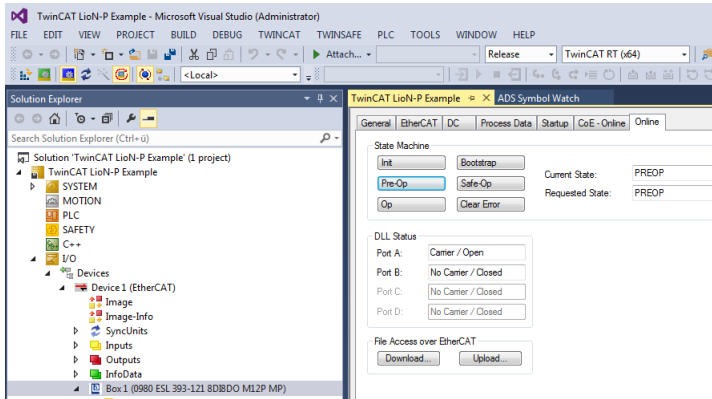 TwinCAT LioN-P Example - Microsoft Visual Studio (Administrator)
FILE EDIT VIEW PROJECT BUILD DEBUG TWINCAT TWINSAFE PLC TOOLS WINDOW HELP
Attach... Release TwinCAT RT (x64)
<Local>
Solution Explorer
Search Solution Explorer (Ctrl+ü)
Solution 'TwinCAT LioN-P Example' (1 project)
TwinCAT LioN-P Example
SYSTEM
MOTION
PLC
SAFETY
C++
I/O
Devices
Device 1 (EtherCAT)
Image
Image-Info
SyncUnits
Inputs
Outputs
InfoData
Box 1 (0980 ESL 393-121 8DI8DO M12P MP)
TwinCAT LioN-P Example ADS Symbol Watch
General EtherCAT DC Process Data Startup CoE - Online Online
State Machine
Init Bootstrap
Pre-Op Safe-Op
Op Clear Error
Current State: PREOP
Requested State: PREOP
DLL Status
Port A: Carrier / Open
Port B: No Carrier / Closed
Port C: No Carrier / Closed
Port D: No Carrier / Closed
File Access over EtherCAT
Download... Upload...